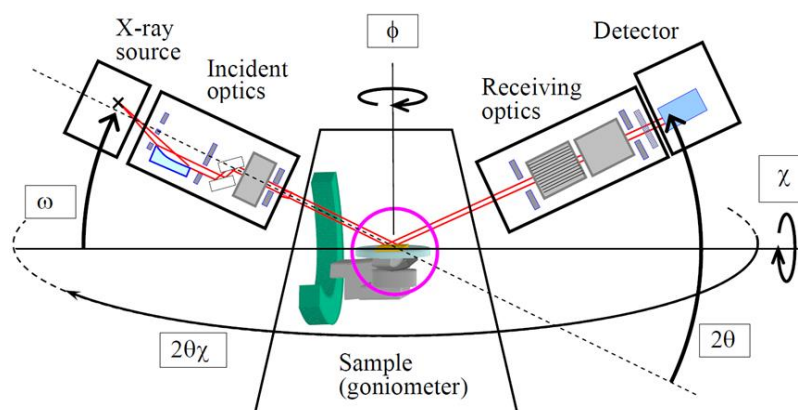 X-ray
source
Incident
optics
ϕ
Receiving
optics
Detector
ω
χ
2θχ
Sample
(goniometer)
2θ